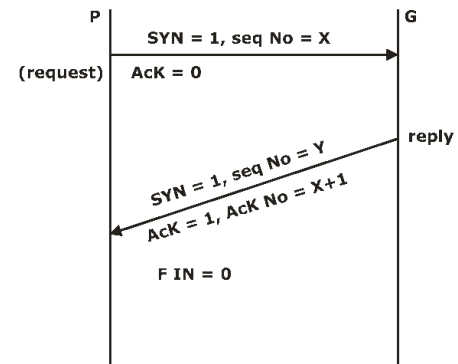 P
G
SYN = 1, seq No = X
(request)
AcK = 0
reply
SYN = 1, seq No = Y
AcK = 1, AcK No = X+1
F IN = 0